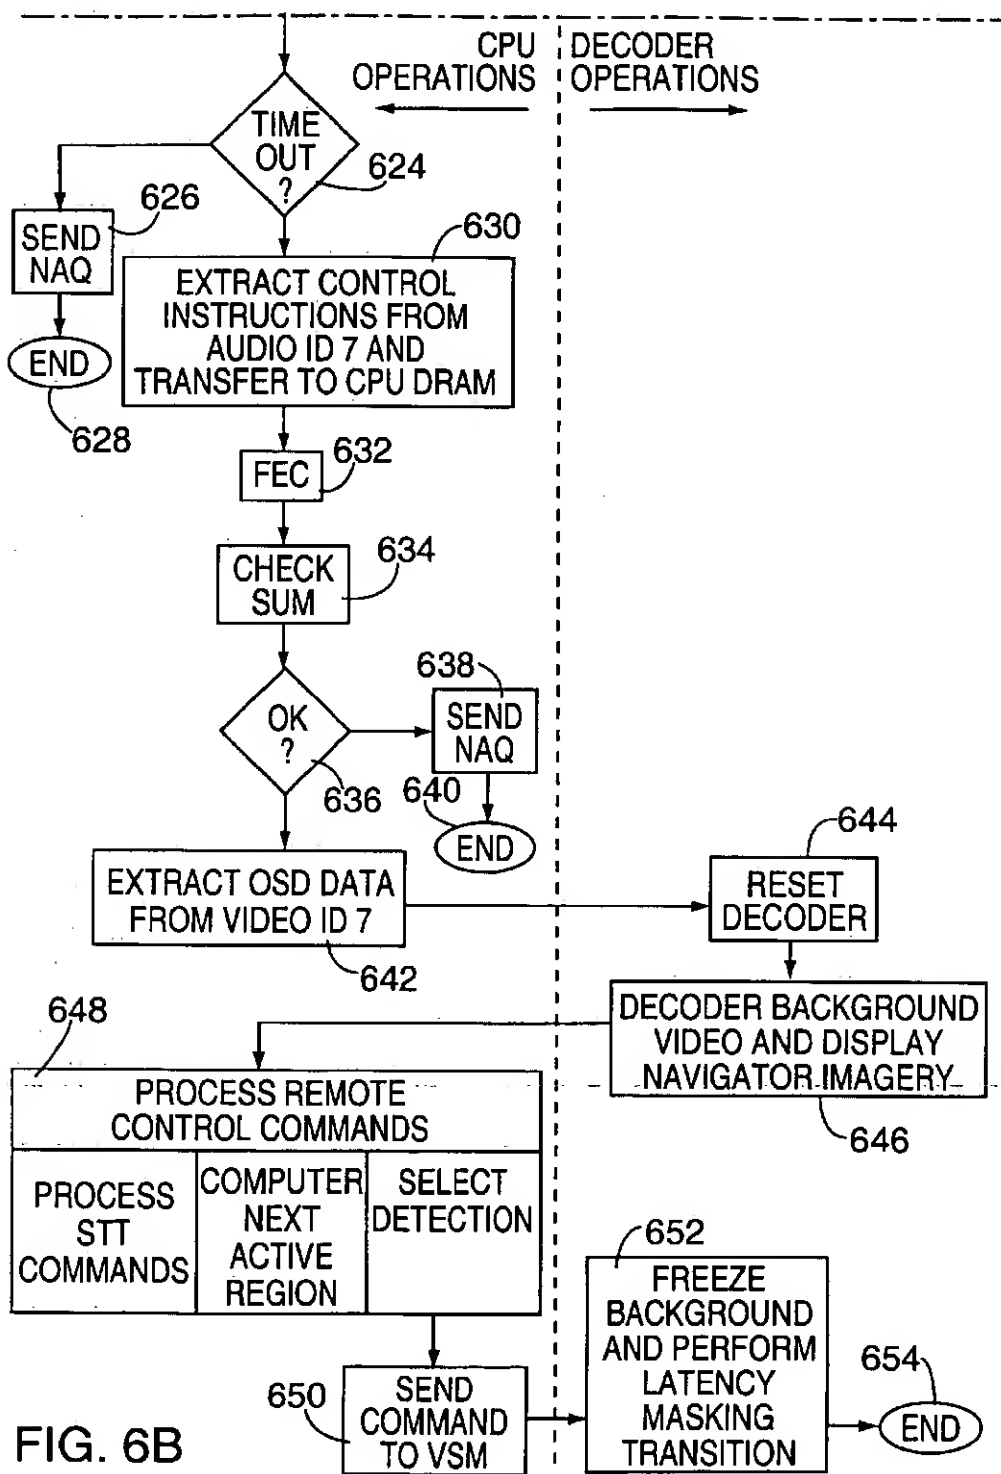 CPU
OPERATIONS
DECODER
OPERATIONS
TIME
OUT
?
624
626
SEND
NAQ
END
628
630
EXTRACT CONTROL
INSTRUCTIONS FROM
AUDIO ID 7 AND
TRANSFER TO CPU DRAM
632
FEC
634
CHECK
SUM
OK
?
636
638
SEND
NAQ
640
END
EXTRACT OSD DATA
FROM VIDEO ID 7
642
644
RESET
DECODER
DECODER BACKGROUND
VIDEO AND DISPLAY
NAVIGATOR IMAGERY
646
648
PROCESS REMOTE
CONTROL COMMANDS
PROCESS
STT
COMMANDS
COMPUTER
NEXT
ACTIVE
REGION
SELECT
DETECTION
650
SEND
COMMAND
TO VSM
652
FREEZE
BACKGROUND
AND PERFORM
LATENCY
MASKING
TRANSITION
654
END
FIG. 6B